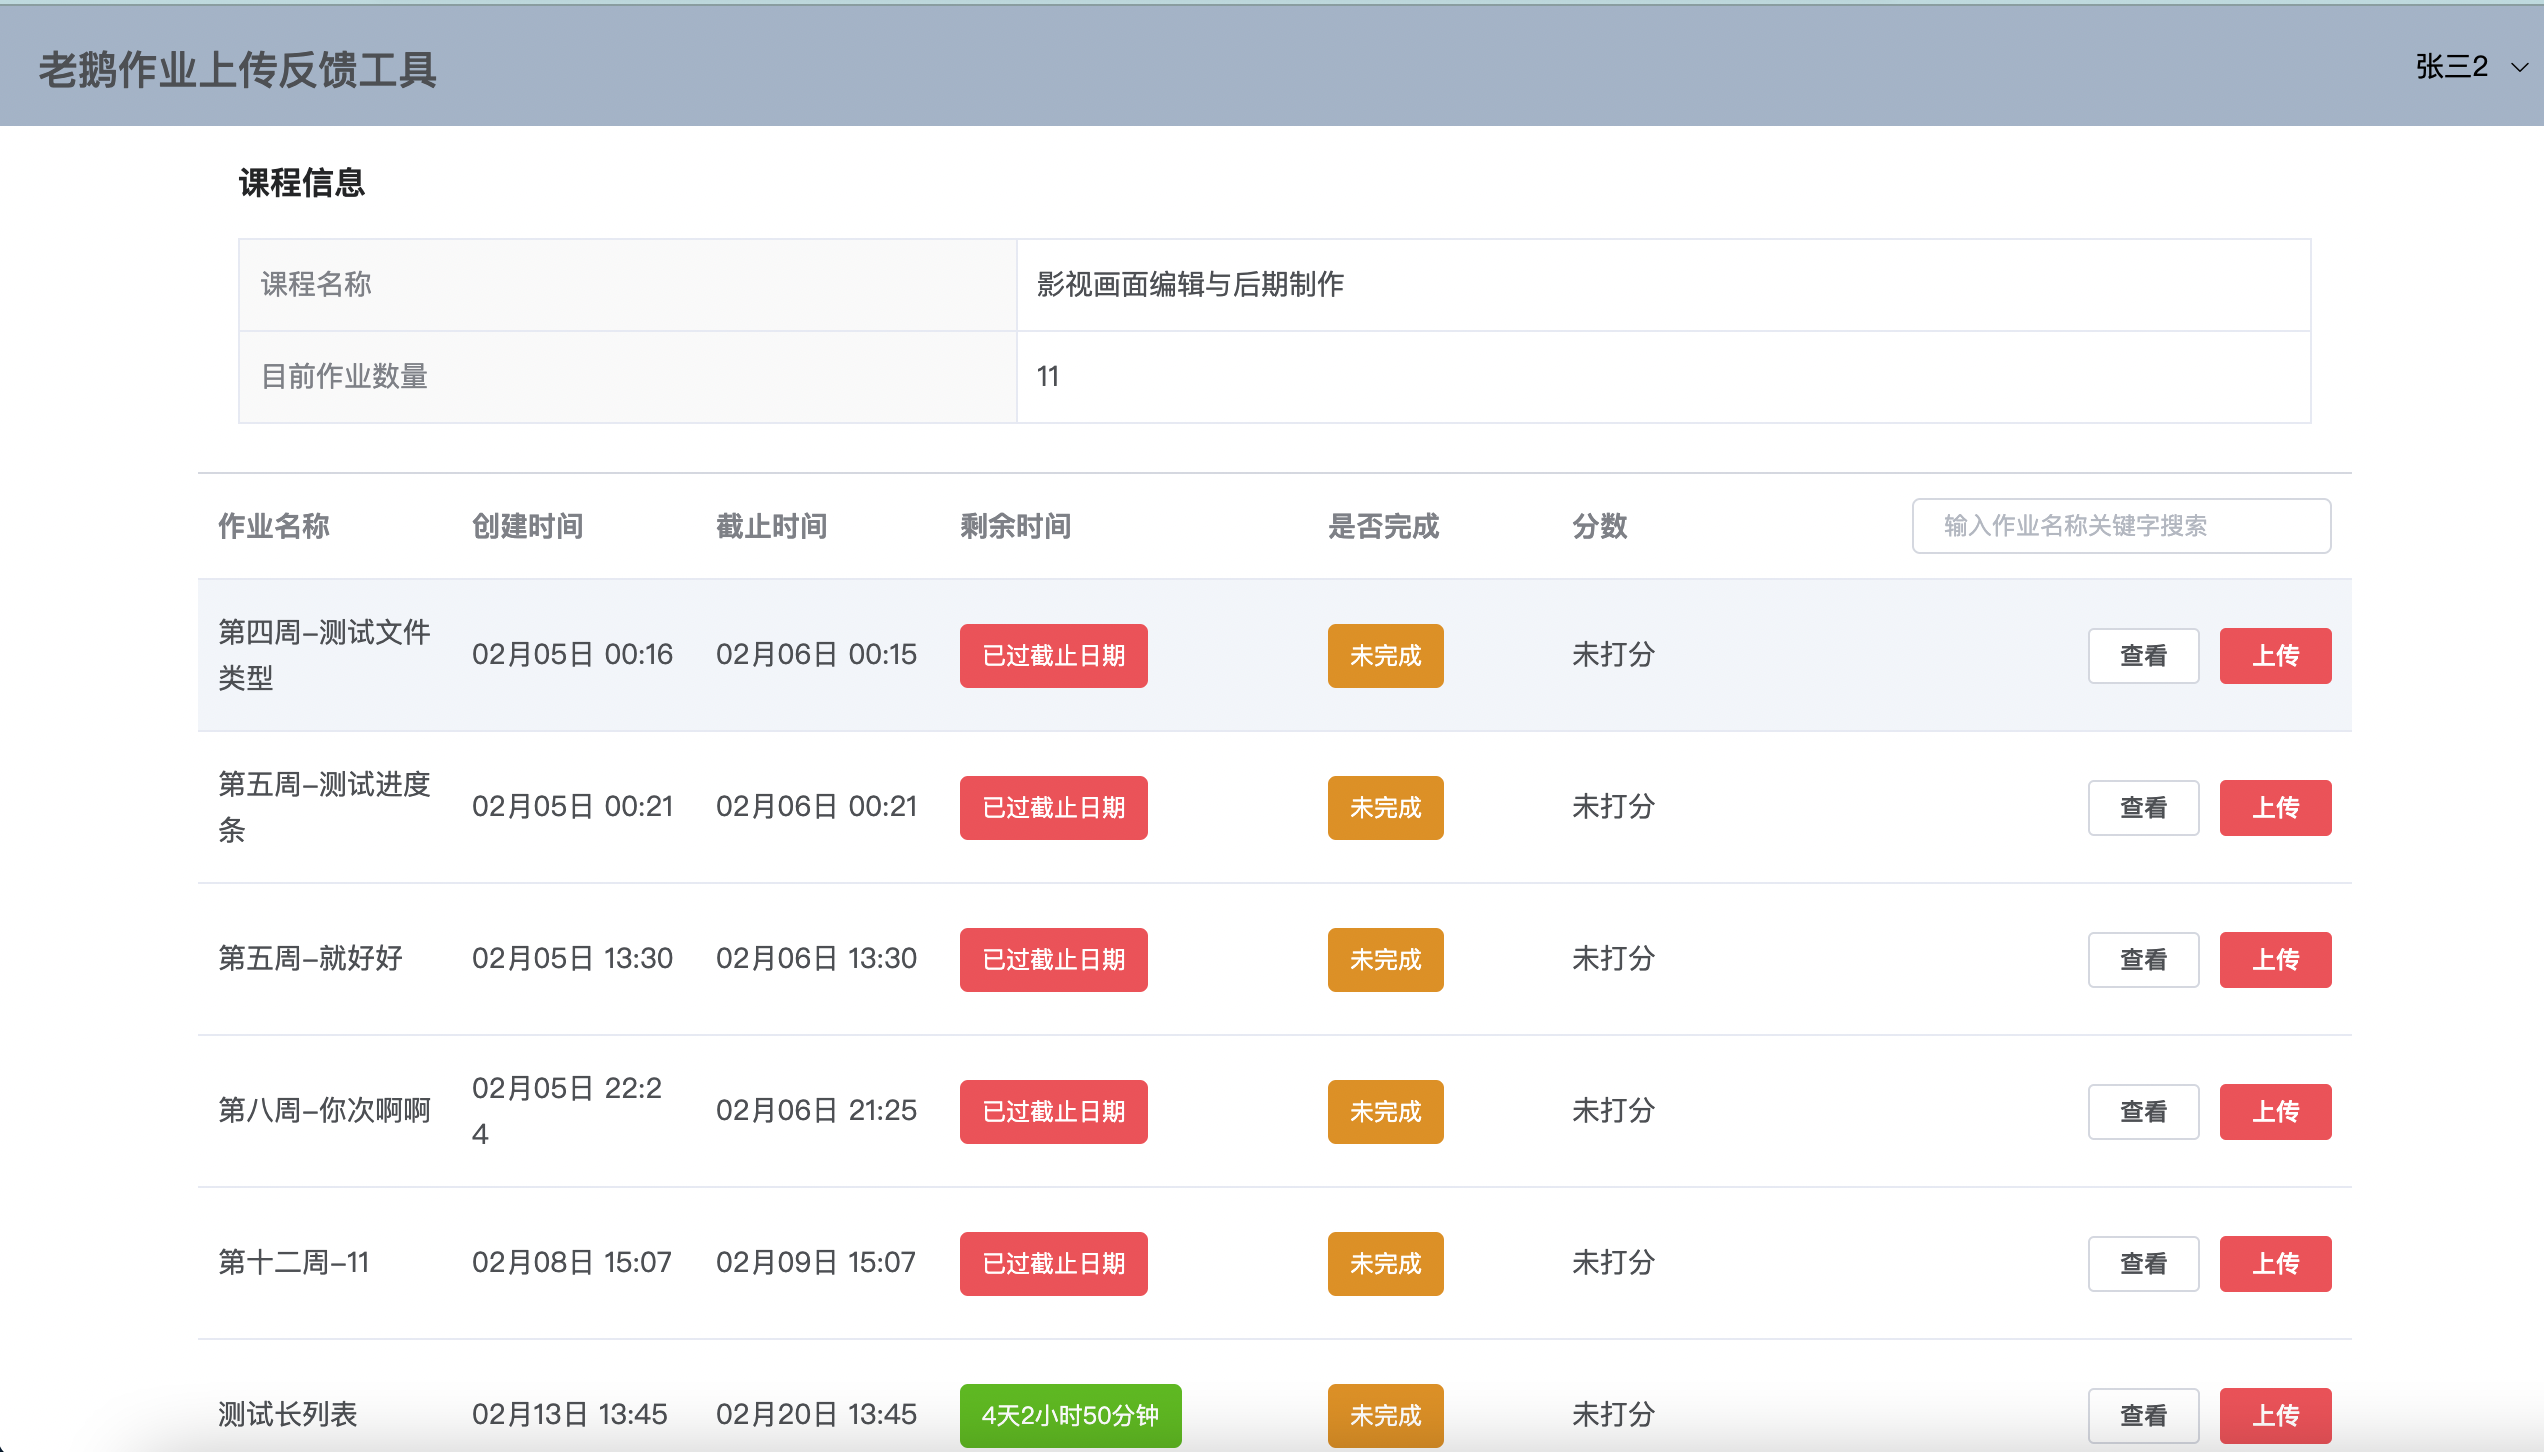 老鹅作业上传反馈工具
张三2
课程信息
课程名称 影视画面编辑与后期制作
目前作业数量 11
作业名称 创建时间 截止时间 剩余时间 是否完成 分数 输入作业名称关键字搜索
第四周-测试文件
类型
02月05日 00:16 02月06日 00:15 已过截止日期 未完成 未打分 查看 上传
第五周-测试进度
条
02月05日 00:21 02月06日 00:21 已过截止日期 未完成 未打分 查看 上传
第五周-就好好 02月05日 13:30 02月06日 13:30 已过截止日期 未完成 未打分 查看 上传
第八周-你次啊啊
02月05日 22:2
4
02月06日 21:25 已过截止日期 未完成 未打分 查看 上传
第十二周-11 02月08日 15:07 02月09日 15:07 已过截止日期 未完成 未打分 查看 上传
测试长列表 02月13日 13:45 02月20日 13:45 4天2小时50分钟 未完成 未打分 查看 上传